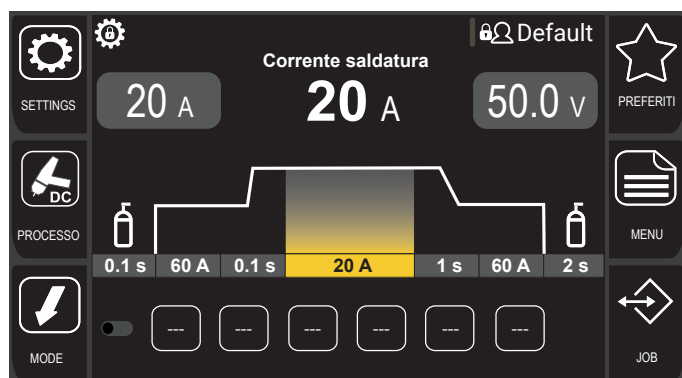 Default
Corrente saldatura
20 A
20 A
50.0 V
SETTINGS
PREFERITI
DC
PROCESSO
MENU
0.1 s
60 A
0.1 s
20 A
1 s
60 A
2 s
---
---
---
---
---
---
MODE
JOB